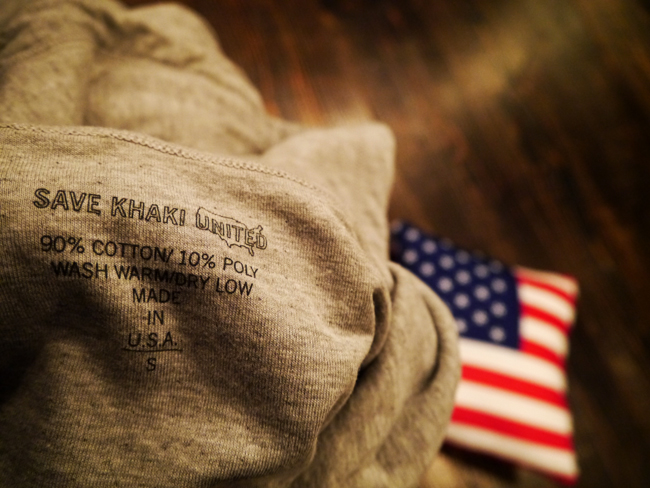 SAVE KHAKI UNITED
90% COTTON/10% POLY
WASH WARM/DRY LOW
MADE
IN
U.S.A.
S